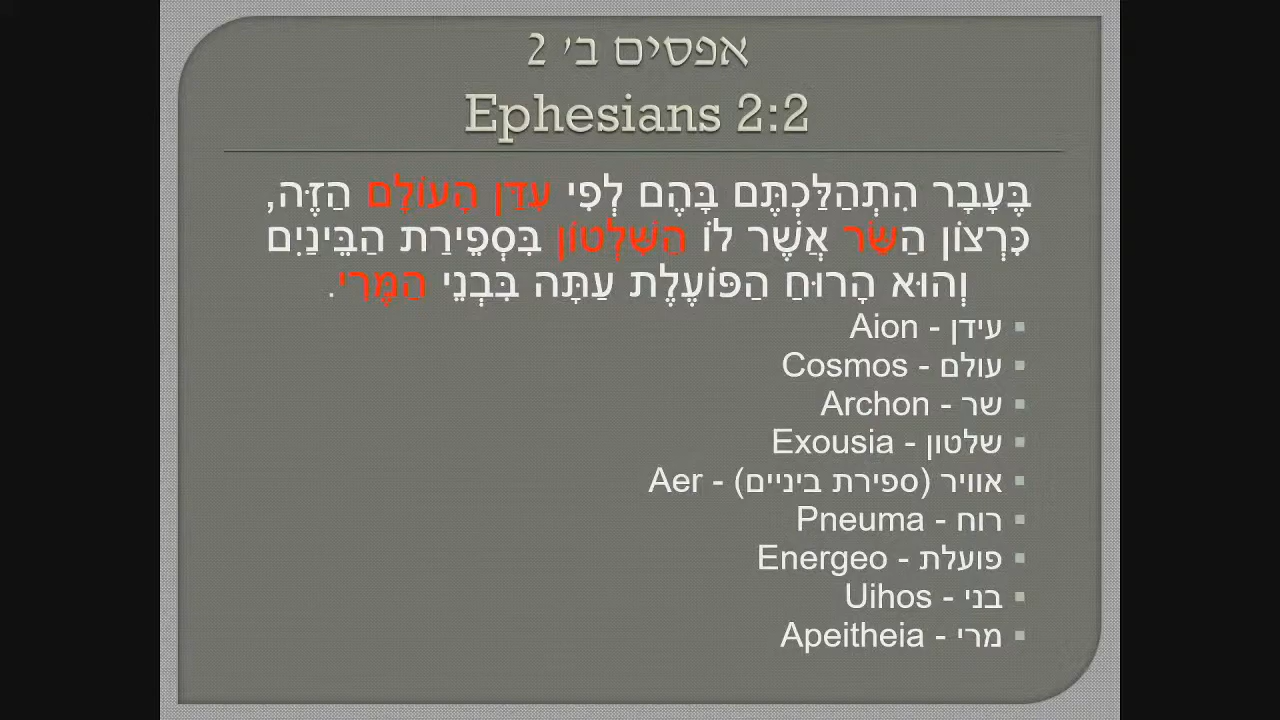 אפסים ב׳ 2
Ephesians 2:2
בֶּעָבָר הִתְהַלַּכְתֶּם בָּהֶם לְפִי עִדַּן הָעוֹלָם הַזֶּה,
כִּרְצוֹן הַשַּׂר אֲשֶׁר לוֹ הַשִּׁלְטוֹן בִּסְפֵירַת הַבֵּינַיִם
וְהוּא הָרוּחַ הַפּוֹעֶלֶת עַתָּה בִּבְנֵי הַמֶּרִי.
עידן - Aion
עולם - Cosmos
שר - Archon
שלטון - Exousia
אוויר (ספירת ביניים) - Aer
רוח - Pneuma
פועלת - Energeo
בני - Uihos
מרי - Apeitheia